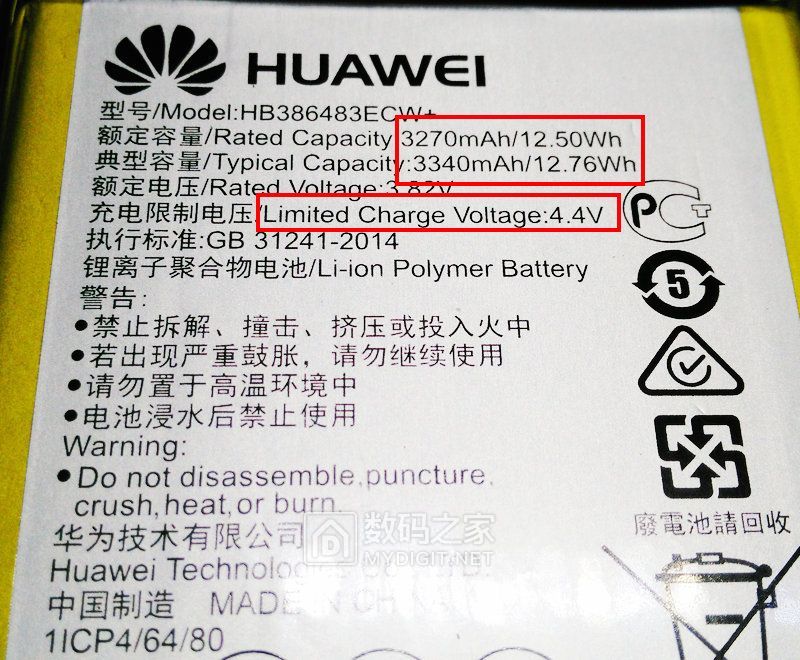 HUAWEI
型号/Model:HB386483ECW+
额定容量/Rated Capacity 3270mAh/12.50Wh
典型容量/Typical Capacity:3340mAh/12.76Wh
额定电压/Rated Voltage:3.82V
充电限制电压/Limited Charge Voltage:4.4V
执行标准:GB 31241-2014
锂离子聚合物电池/Li-ion Polymer Battery
警告:
•禁止拆解、撞击、挤压或投入火中
•若出现严重鼓胀，请勿继续使用
•请勿置于高温环境中
•电池浸水后禁止使用
Warning:
•Do not disassemble,puncture,
crush,heat,or burn.
华为技术有限公司
Huawei Technologies Co.,LTD.
中国制造 MADE IN CHINA
1ICP4/64/80
PCT
5
廢電池請回收
数码之家
MYDIGIT.NET